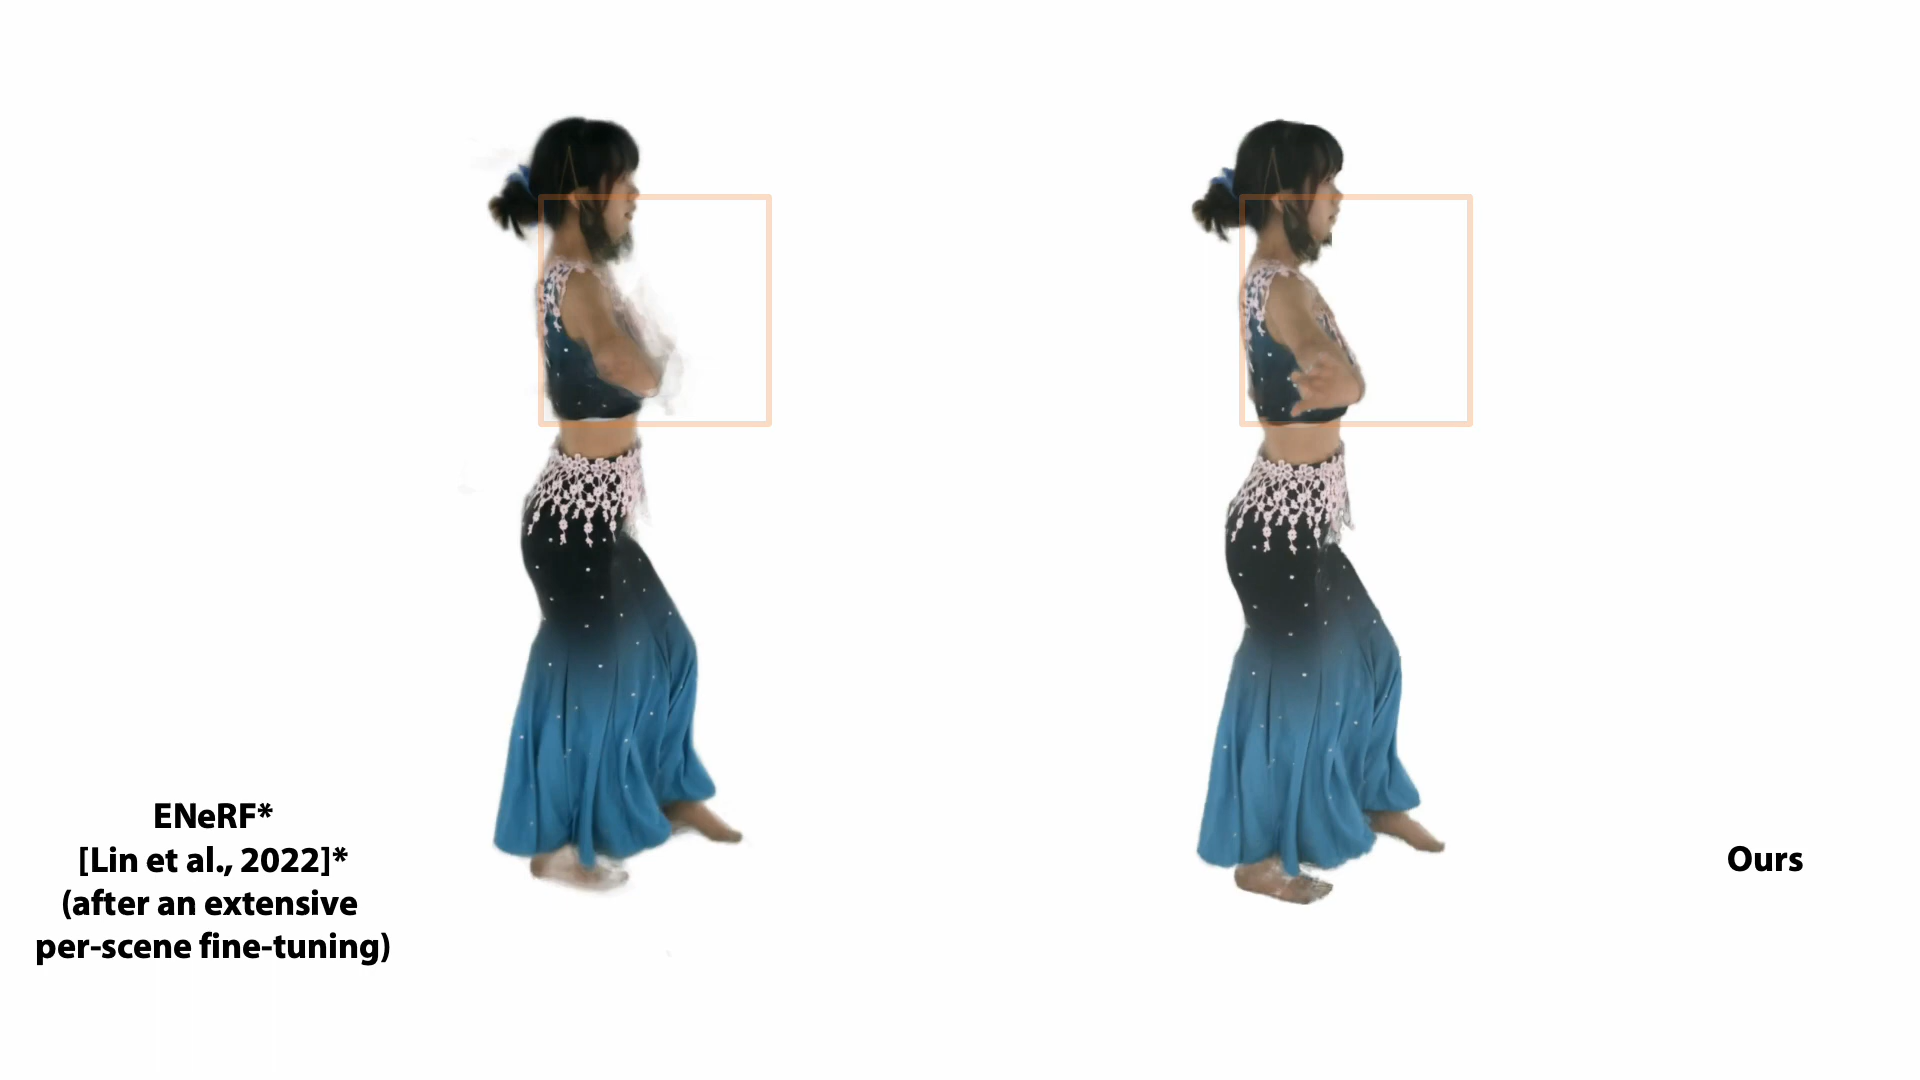 ENeRF*
[Lin et al., 2022]*
(after an extensive
per-scene fine-tuning)
Ours